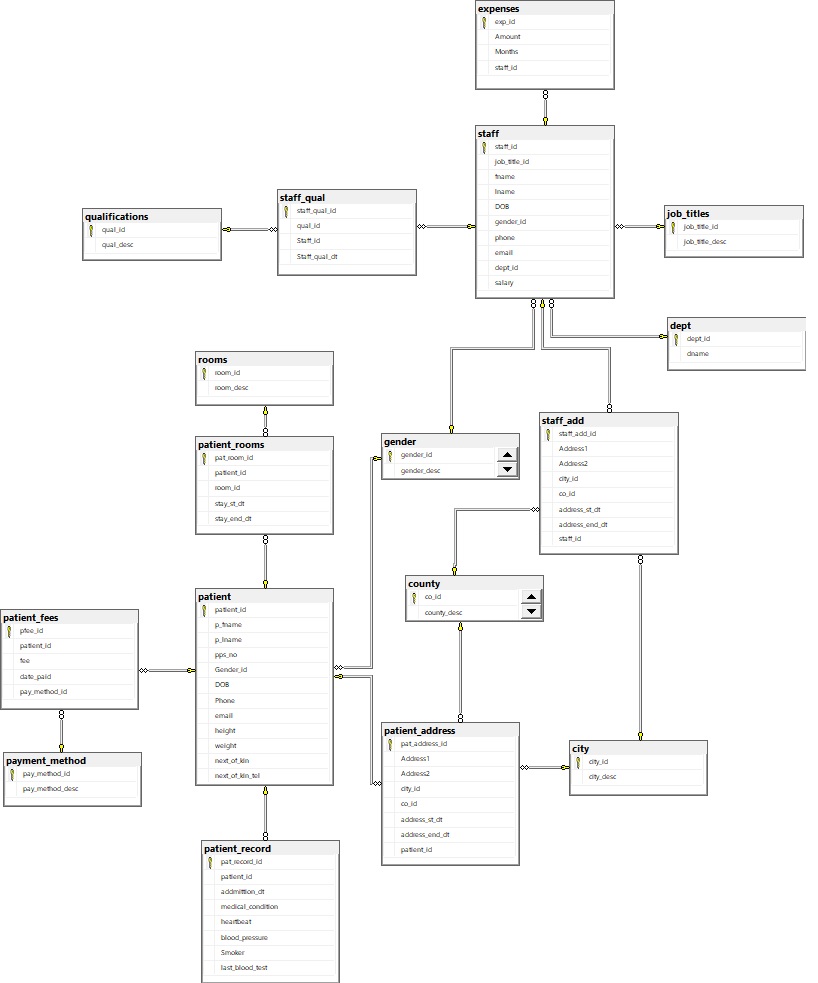 expenses
exp_id
Amount
Months
staff_id
staff
staff_id
job_title_id
fname
lname
DOB
gender_id
phone
email
dept_id
salary
staff_qual
staff_qual_id
qual_id
Staff_id
Staff_qual_dt
qualifications
qual_id
qual_desc
job_titles
job_title_id
job_title_desc
dept
dept_id
dname
rooms
room_id
room_desc
patient_rooms
pat_room_id
patient_id
room_id
stay_st_dt
stay_end_dt
gender
gender_id
gender_desc
staff_add
staff_add_id
Address1
Address2
city_id
co_id
address_st_dt
address_end_dt
staff_id
county
co_id
county_desc
patient
patient_id
p_fname
p_lname
pps_no
Gender_id
DOB
Phone
email
height
weight
next_of_kin
next_of_kin_tel
patient_fees
pfee_id
patient_id
fee
date_paid
pay_method_id
payment_method
pay_method_id
pay_method_desc
patient_address
pat_address_id
Address1
Address2
city_id
co_id
address_st_dt
address_end_dt
patient_id
city
city_id
city_desc
patient_record
pat_record_id
patient_id
addmittion_dt
medical_condition
heartbeat
blood_pressure
Smoker
last_blood_test